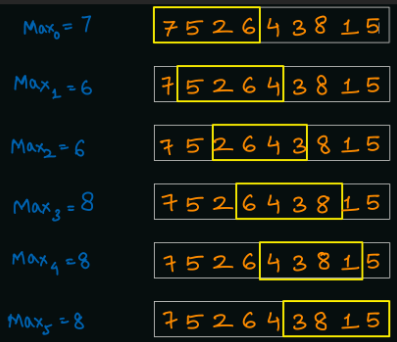 Max₀ = 7 7 5 2 6 4 3 8 1 5
Max₁ = 6 7 5 2 6 4 3 8 1 5
Max₂ = 6 7 5 2 6 4 3 8 1 5
Max₃ = 8 7 5 2 6 4 3 8 1 5
Max₄ = 8 7 5 2 6 4 3 8 1 5
Max₅ = 8 7 5 2 6 4 3 8 1 5